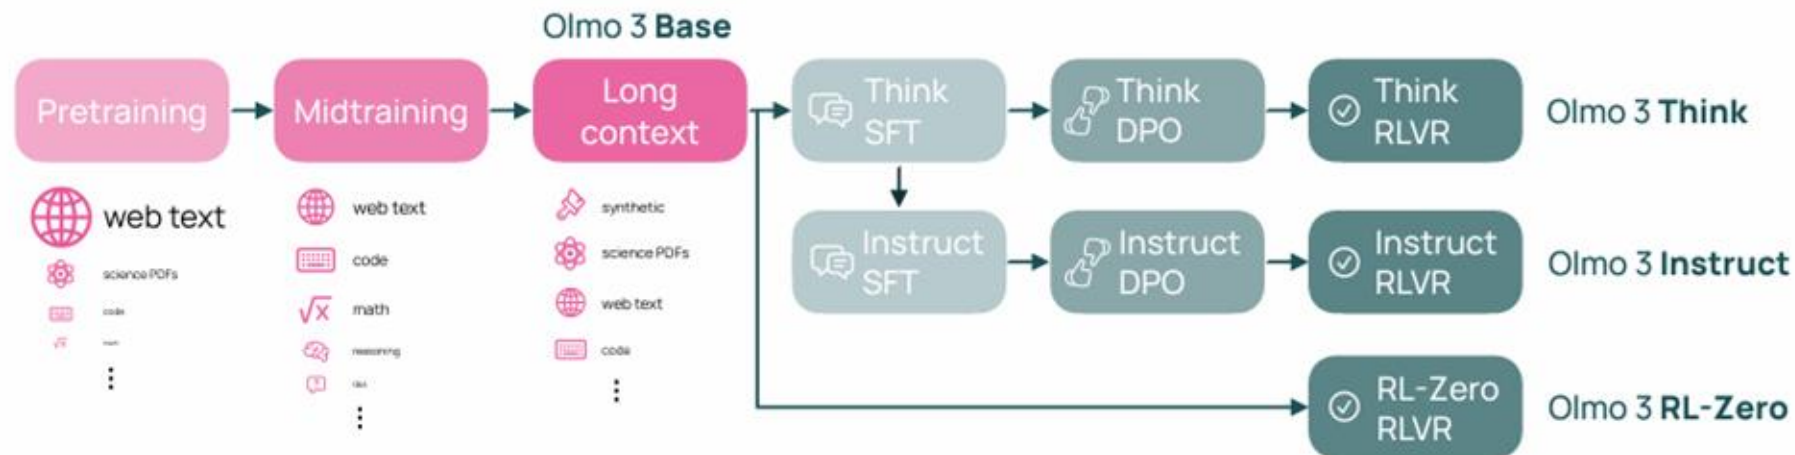 Olmo 3 Base
Pretraining
Midtraining
Long
context
Think
SFT
Think
DPO
Think
RLVR
Olmo 3 Think
web text
science PDFs
code
web text
code
math
reasoning
synthetic
science PDFs
web text
code
Instruct
SFT
Instruct
DPO
Instruct
RLVR
Olmo 3 Instruct
RL-Zero
RLVR
Olmo 3 RL-Zero